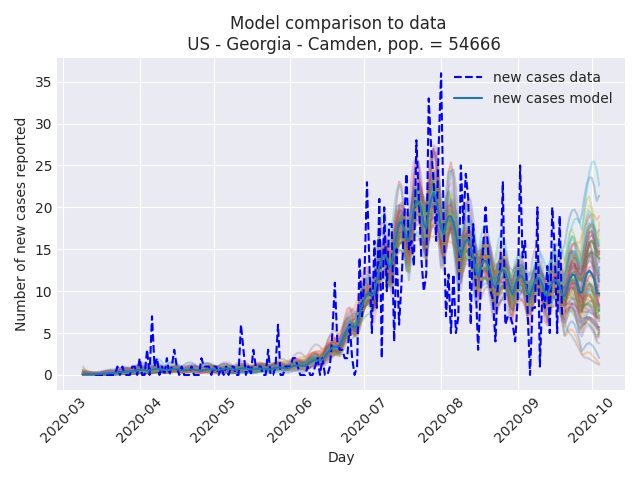 Model comparison to data
US - Georgia - Camden, pop. = 54666
new cases data
new cases model
Number of new cases reported
35
30
25
20
15
10
5
0
2020-03
2020-04
2020-05
2020-06
2020-07
2020-08
2020-09
2020-10
Day